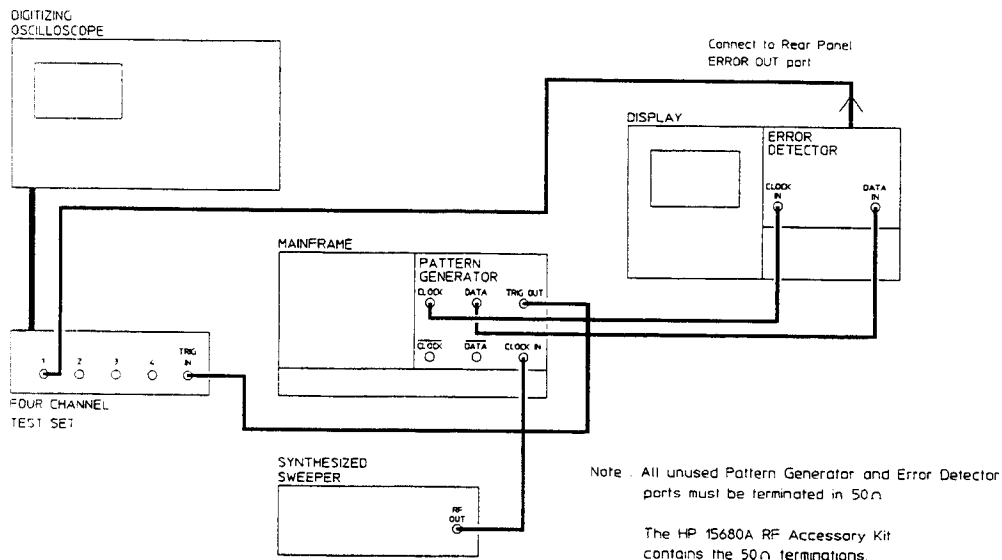 DIGITIZING
OSCILLOSCOPE
Connect to Rear Panel
ERROR OUT port
DISPLAY
ERROR
DETECTOR
CLOCK
IN
DATA
IN
MAINFRAME
PATTERN
GENERATOR
CLOCK DATA TRIG OUT
CLOCK DATA CLOCK IN
1 2 3 4 TRIG
IN
FOUR CHANNEL
TEST SET
SYNTHESIZED
SWEEPER
RF
OUT
Note . All unused Pattern Generator and Error Detector
ports must be terminated in 50Ω
The HP 15680A RF Accessory Kit
contains the 50Ω terminations.